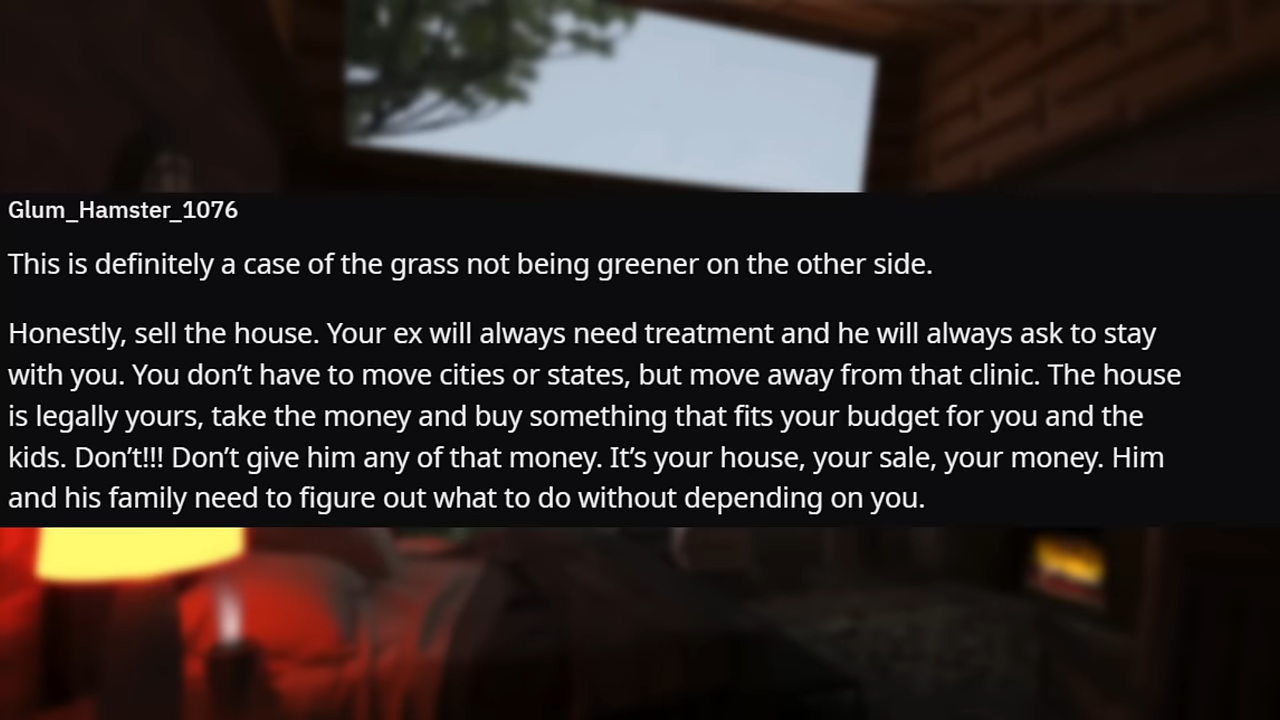 Glum_Hamster_1076
This is definitely a case of the grass not being greener on the other side.
Honestly, sell the house. Your ex will always need treatment and he will always ask to stay
with you. You don’t have to move cities or states, but move away from that clinic. The house
is legally yours, take the money and buy something that fits your budget for you and the
kids. Don’t!!! Don’t give him any of that money. It’s your house, your sale, your money. Him
and his family need to figure out what to do without depending on you.